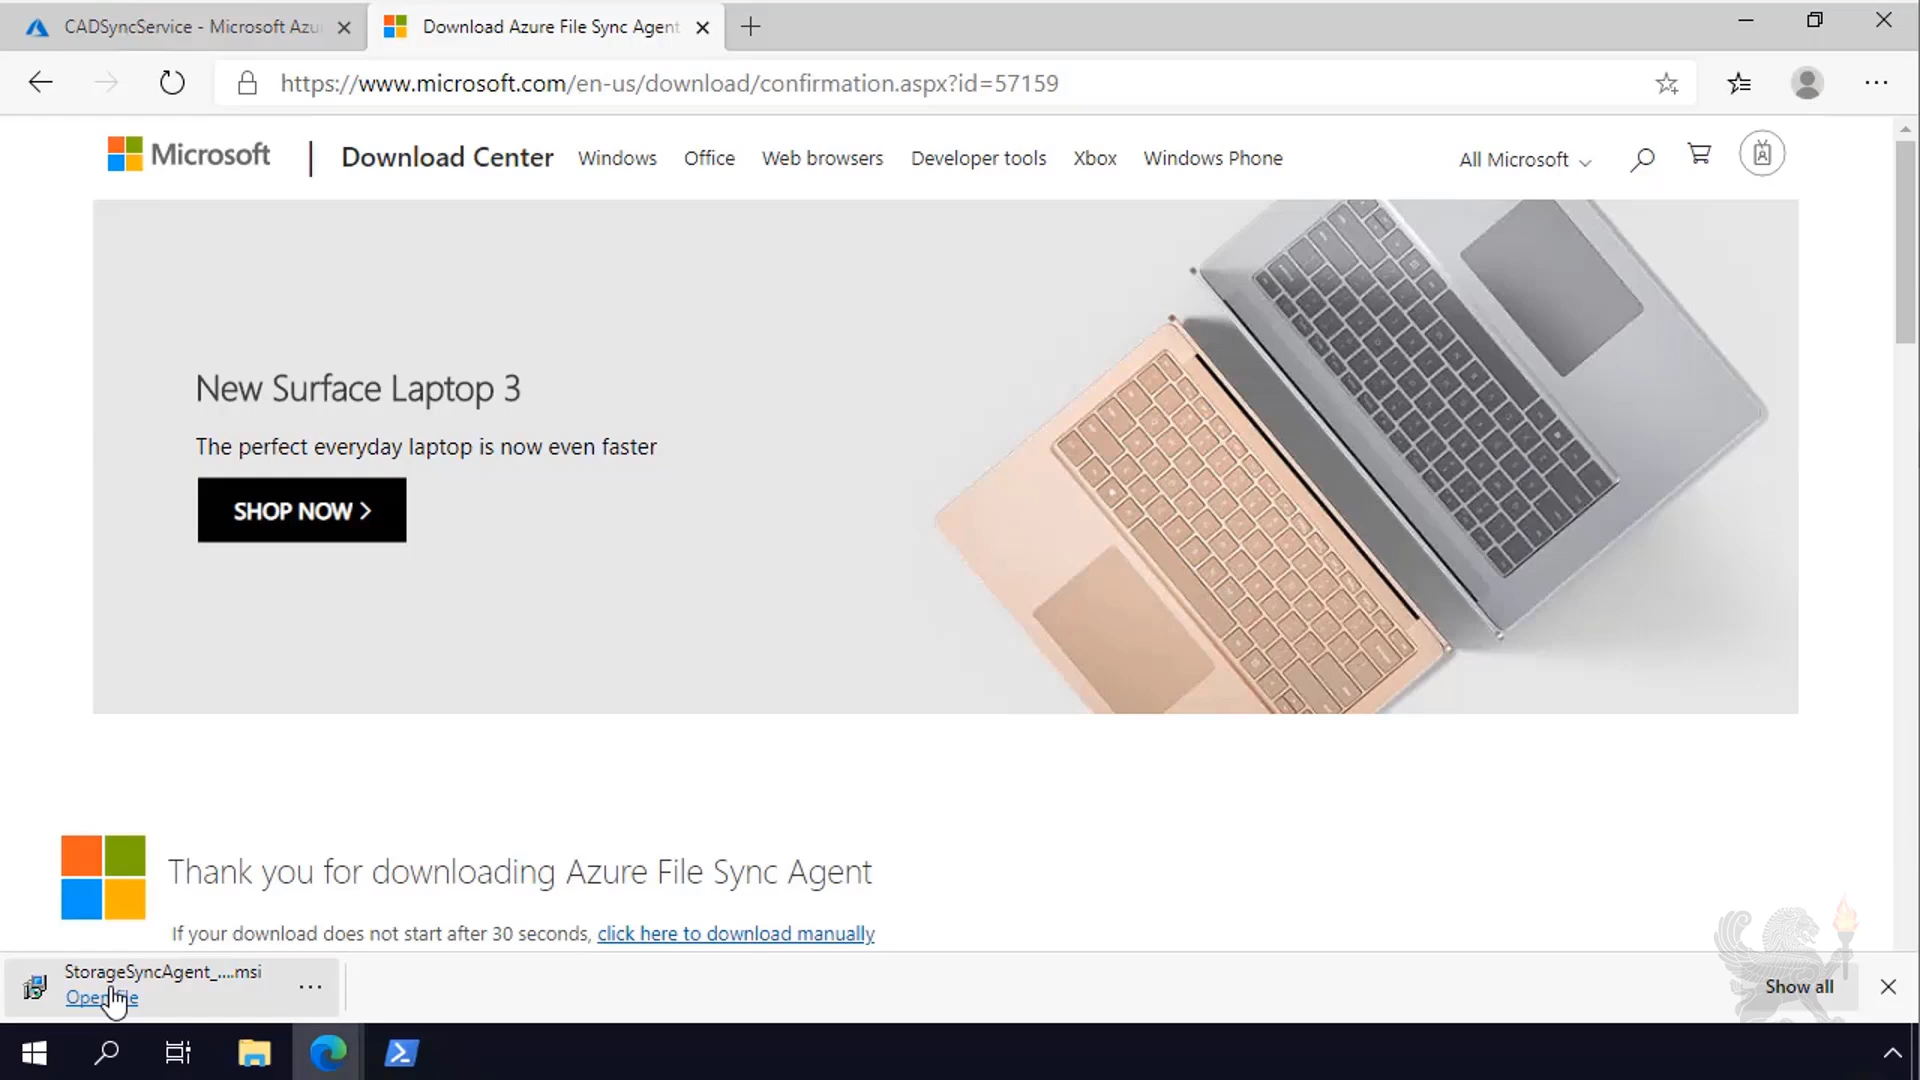 CADSyncService - Microsoft Azu
Download Azure File Sync Agent
https://www.microsoft.com/en-us/download/confirmation.aspx?id=57159
Microsoft
Download Center
Windows
Office
Web browsers
Developer tools
Xbox
Windows Phone
All Microsoft
New Surface Laptop 3
The perfect everyday laptop is now even faster
SHOP NOW >
Thank you for downloading Azure File Sync Agent
If your download does not start after 30 seconds, click here to download manually
StorageSyncAgent_....msi
Open file
Show all